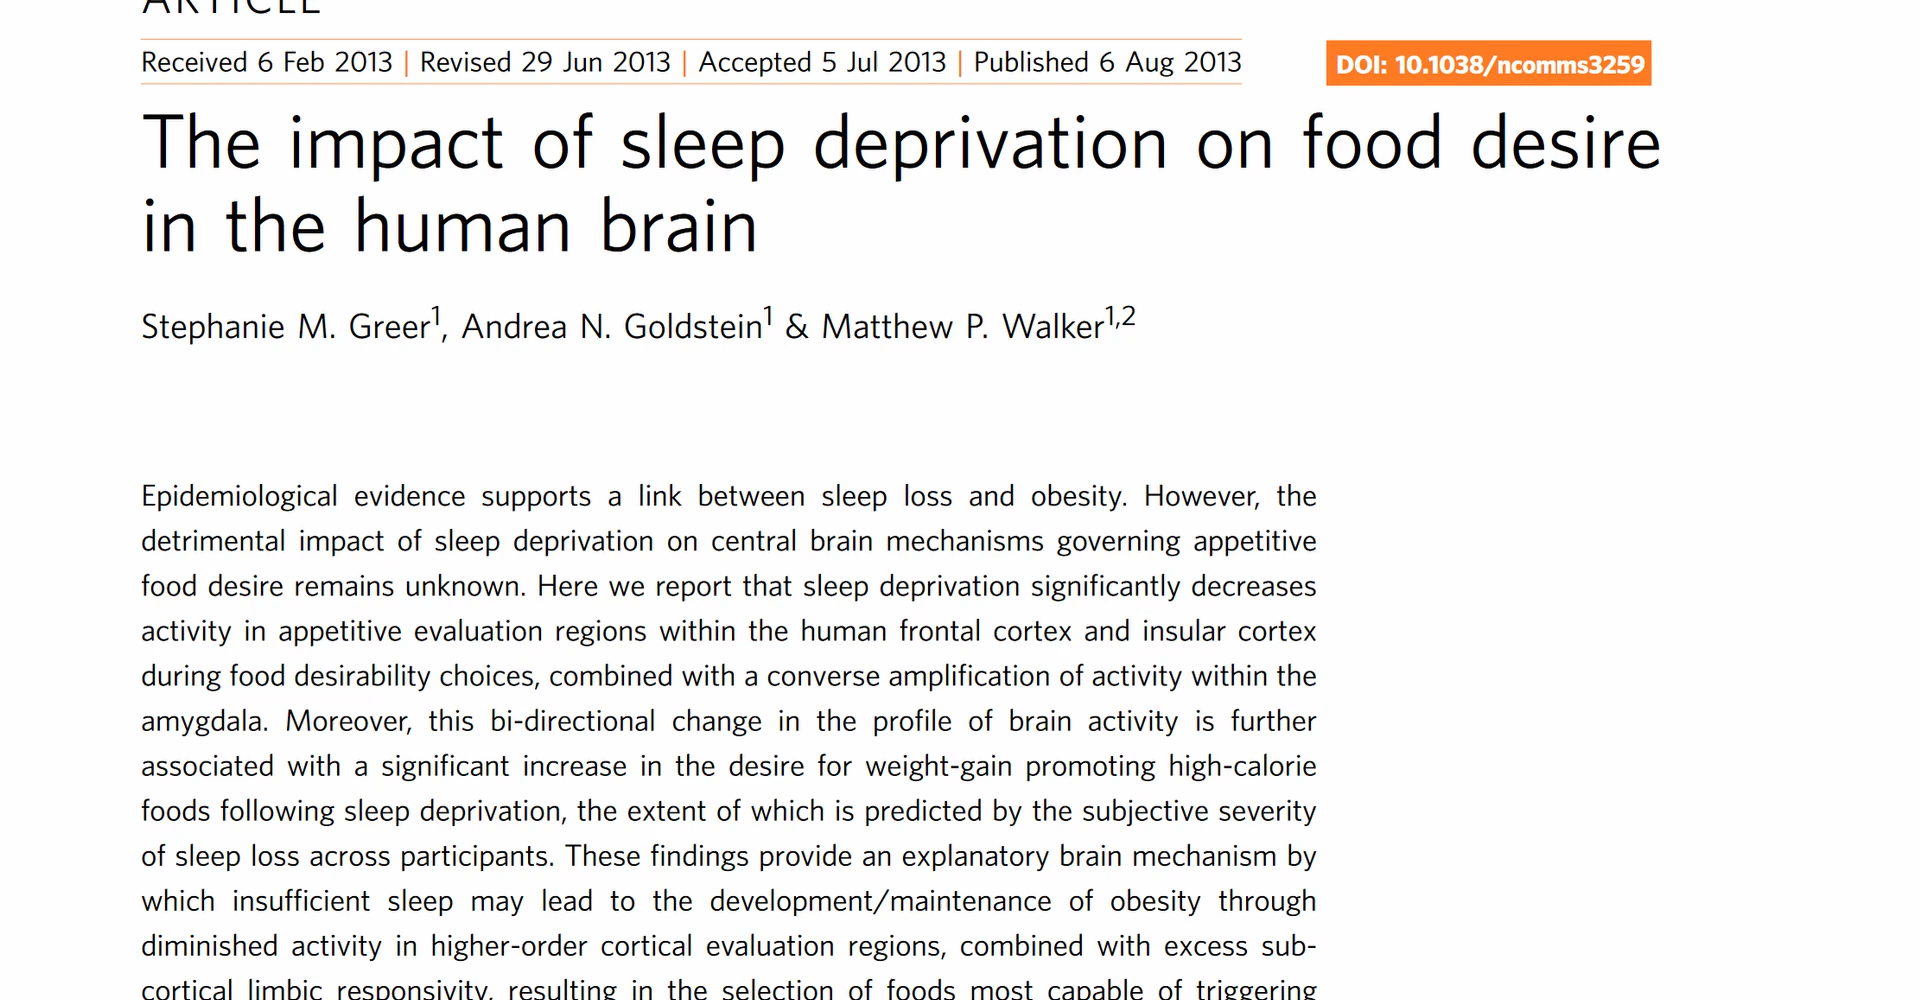 ARTICLE
Received 6 Feb 2013 | Revised 29 Jun 2013 | Accepted 5 Jul 2013 | Published 6 Aug 2013
DOI: 10.1038/ncomms3259
The impact of sleep deprivation on food desire
in the human brain
Stephanie M. Greer1, Andrea N. Goldstein1 & Matthew P. Walker1,2
Epidemiological evidence supports a link between sleep loss and obesity. However, the
detrimental impact of sleep deprivation on central brain mechanisms governing appetitive
food desire remains unknown. Here we report that sleep deprivation significantly decreases
activity in appetitive evaluation regions within the human frontal cortex and insular cortex
during food desirability choices, combined with a converse amplification of activity within the
amygdala. Moreover, this bi-directional change in the profile of brain activity is further
associated with a significant increase in the desire for weight-gain promoting high-calorie
foods following sleep deprivation, the extent of which is predicted by the subjective severity
of sleep loss across participants. These findings provide an explanatory brain mechanism by
which insufficient sleep may lead to the development/maintenance of obesity through
diminished activity in higher-order cortical evaluation regions, combined with excess sub-
cortical limbic responsivity, resulting in the selection of foods most capable of triggering